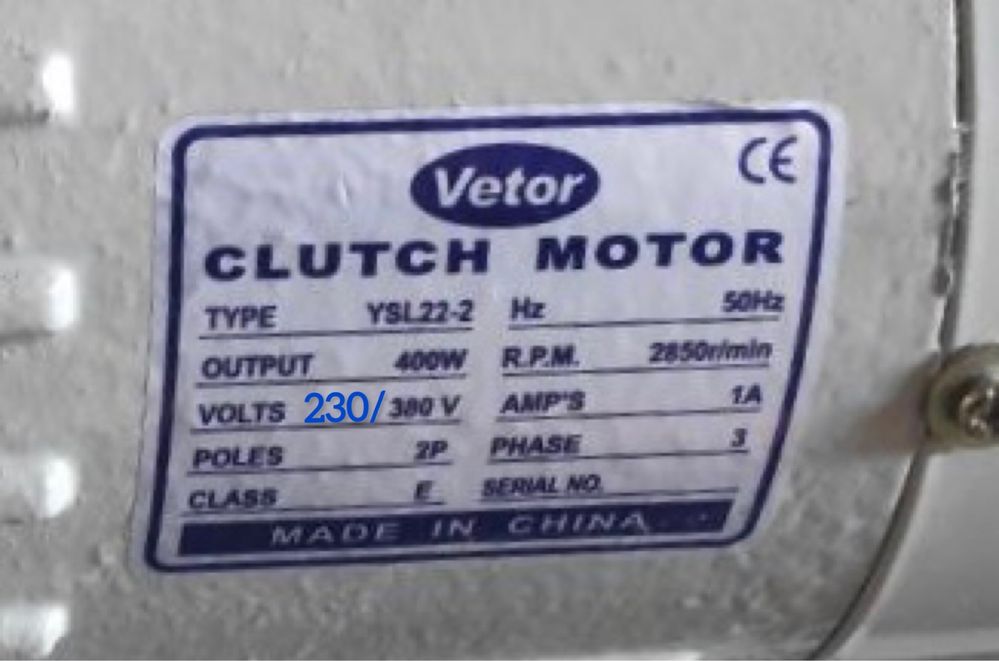 Vetor
CE
CLUTCH MOTOR
TYPE YSL22-2 Hz 50Hz
OUTPUT 400W R.P.M. 2850r/min
VOLTS 230/380 V AMP'S 1A
POLES 2P PHASE 3
CLASS E SERIAL NO.
MADE IN CHINA